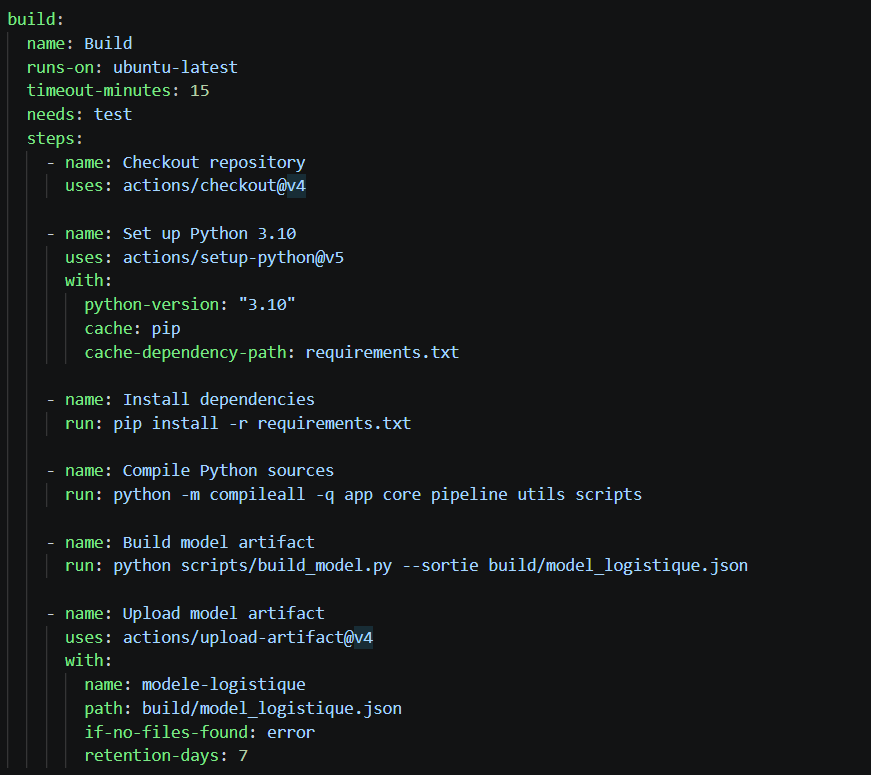 build:
  name: Build
  runs-on: ubuntu-latest
  timeout-minutes: 15
  needs: test
  steps:
    - name: Checkout repository
      uses: actions/checkout@v4

    - name: Set up Python 3.10
      uses: actions/setup-python@v5
      with:
        python-version: "3.10"
        cache: pip
        cache-dependency-path: requirements.txt

    - name: Install dependencies
      run: pip install -r requirements.txt

    - name: Compile Python sources
      run: python -m compileall -q app core pipeline utils scripts

    - name: Build model artifact
      run: python scripts/build_model.py --sortie build/model_logistique.json

    - name: Upload model artifact
      uses: actions/upload-artifact@v4
      with:
        name: modele-logistique
        path: build/model_logistique.json
        if-no-files-found: error
        retention-days: 7